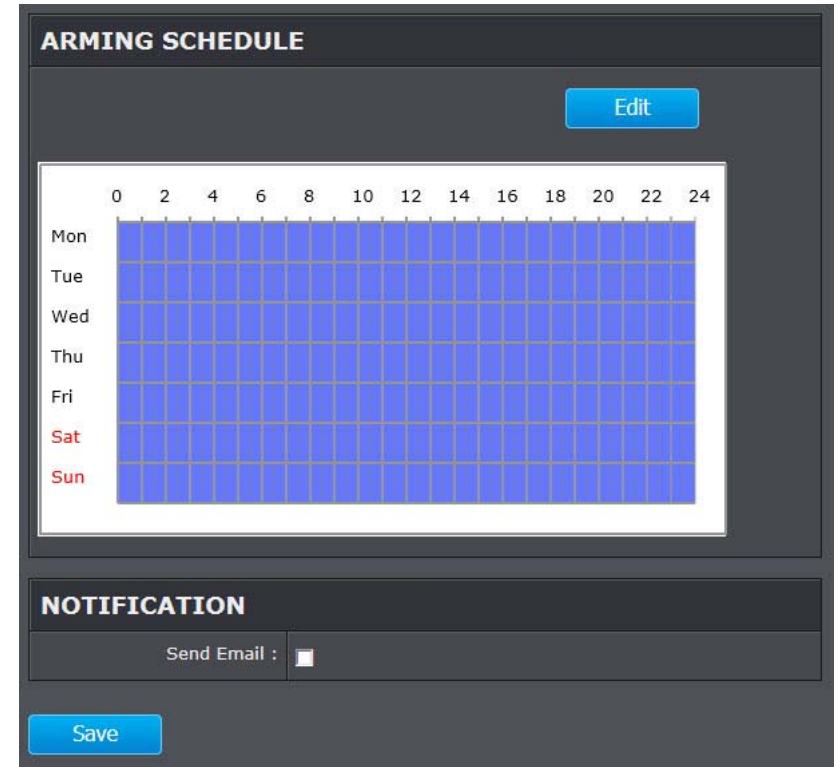 ARMING SCHEDULE
Edit
0 2 4 6 8 10 12 14 16 18 20 22 24
Mon
Tue
Wed
Thu
Fri
Sat
Sun
NOTIFICATION
Send Email :
Save